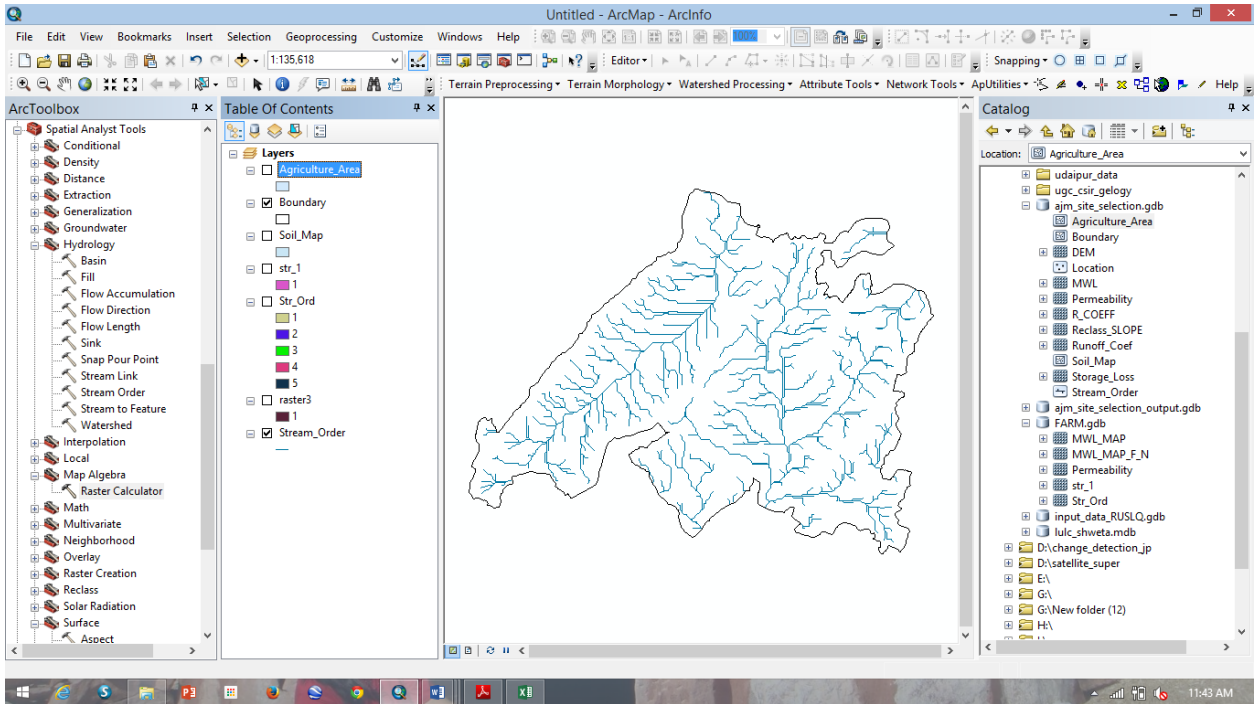 Untitled - ArcMap - ArcInfo
File Edit View Bookmarks Insert Selection Geoprocessing Customize Windows Help 100%
1:135,618 Editor Snapping
Terrain Preprocessing Terrain Morphology Watershed Processing Attribute Tools Network Tools ApUtilities Help
ArcToolbox
Spatial Analyst Tools
Conditional
Density
Distance
Extraction
Generalization
Groundwater
Hydrology
Basin
Fill
Flow Accumulation
Flow Direction
Flow Length
Sink
Snap Pour Point
Stream Link
Stream Order
Stream to Feature
Watershed
Interpolation
Local
Map Algebra
Raster Calculator
Math
Multivariate
Neighborhood
Overlay
Raster Creation
Reclass
Solar Radiation
Surface
Aspect
Table Of Contents
Layers
Agriculture_Area
Boundary
Soil_Map
str_1
1
Str_Ord
1
2
3
4
5
raster3
1
Stream_Order
Catalog
Location: Agriculture_Area
udaipur_data
ugc_csir_gelogy
ajm_site_selection.gdb
Agriculture_Area
Boundary
DEM
Location
MWL
Permeability
R_COEFF
Reclass_SLOPE
Runoff_Coef
Soil_Map
Storage_Loss
Stream_Order
ajm_site_selection_output.gdb
FARM.gdb
MWL_MAP
MWL_MAP_F_N
Permeability
str_1
Str_Ord
input_data_RUSLQ.gdb
lulc_shweta.mdb
D:\change_detection_jp
D:\satellite_super
E:\
G:\
G:\New folder (12)
H:\
11:43 AM